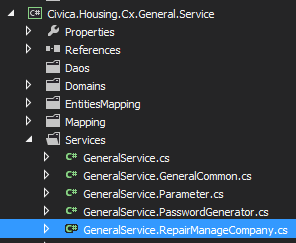 C# Civica.Housing.Cx.General.Service
Properties
References
Daos
Domains
EntitiesMapping
Mapping
Services
C# GeneralService.cs
C# GeneralService.GeneralCommon.cs
C# GeneralService.Parameter.cs
C# GeneralService.PasswordGenerator.cs
C# GeneralService.RepairManageCompany.cs